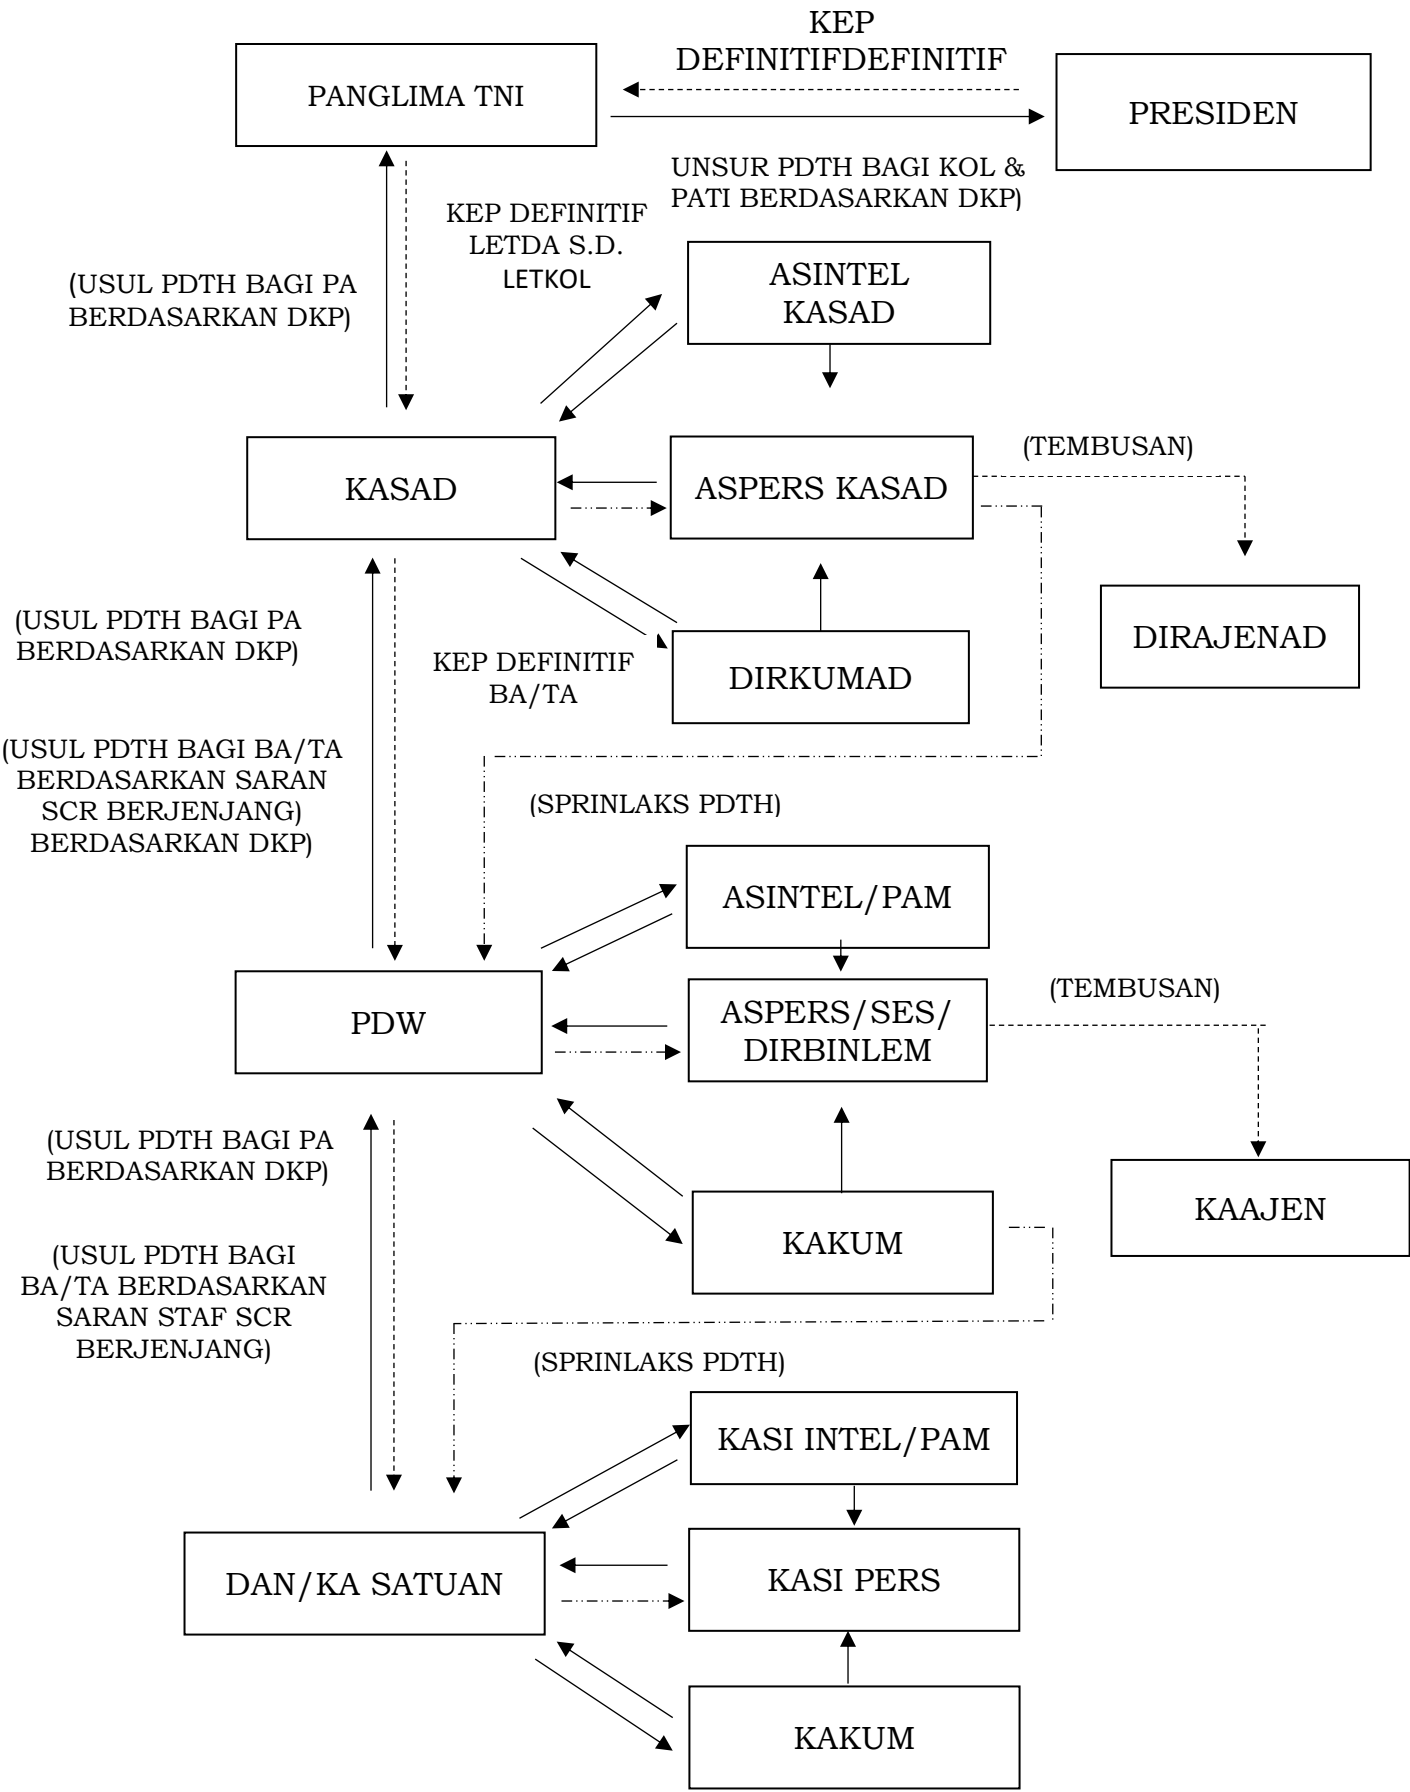 KEP
DEFINITIFDEFINITIF
PANGLIMA TNI
PRESIDEN
UNSUR PDTH BAGI KOL &
PATI BERDASARKAN DKP)
KEP DEFINITIF
LETDA S.D.
LETKOL
(USUL PDTH BAGI PA
BERDASARKAN DKP)
ASINTEL
KASAD
KASAD
ASPERS KASAD
(TEMBUSAN)
(USUL PDTH BAGI PA
BERDASARKAN DKP)
KEP DEFINITIF
BA/TA
DIRKUMAD
DIRAJENAD
(USUL PDTH BAGI BA/TA
BERDASARKAN SARAN
SCR BERJENJANG)
BERDASARKAN DKP)
(SPRINLAKS PDTH)
ASINTEL/PAM
PDW
ASPERS/SES/
DIRBINLEM
(TEMBUSAN)
(USUL PDTH BAGI PA
BERDASARKAN DKP)
KAKUM
KAAJEN
(USUL PDTH BAGI
BA/TA BERDASARKAN
SARAN STAF SCR
BERJENJANG)
(SPRINLAKS PDTH)
KASI INTEL/PAM
DAN/KA SATUAN
KASI PERS
KAKUM